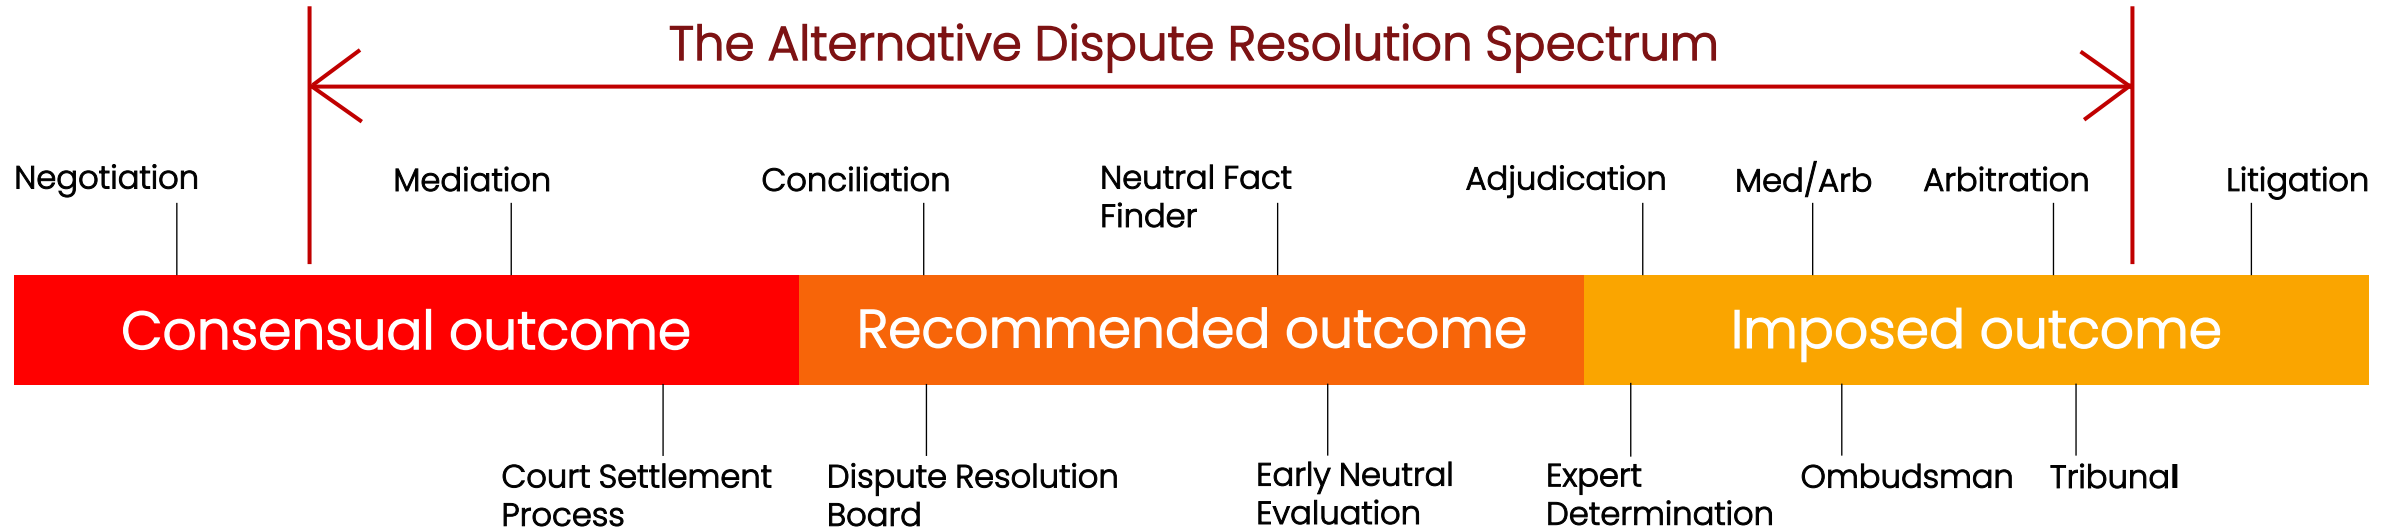 The Alternative Dispute Resolution Spectrum
Negotiation
Mediation
Conciliation
Neutral Fact
Finder
Adjudication
Med/Arb
Arbitration
Litigation
Consensual outcome
Recommended outcome
Imposed outcome
Court Settlement
Process
Dispute Resolution
Board
Early Neutral
Evaluation
Expert
Determination
Ombudsman
Tribunal